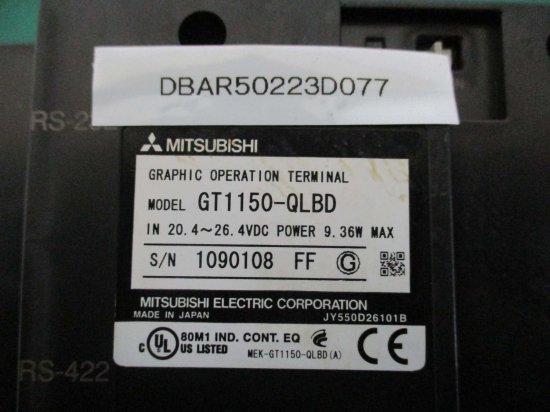 DBAR50223D077
RS-232
MITSUBISHI
GRAPHIC OPERATION TERMINAL
MODEL GT1150-QLBD
IN 20.4~26.4VDC POWER 9.36W MAX
S/N 1090108 FF G
MITSUBISHI ELECTRIC CORPORATION
MADE IN JAPAN JY550D26101B
C UL US LISTED 80M1 IND. CONT. EQ CE
MEK-GT1150-QLBD(A)
RS-422